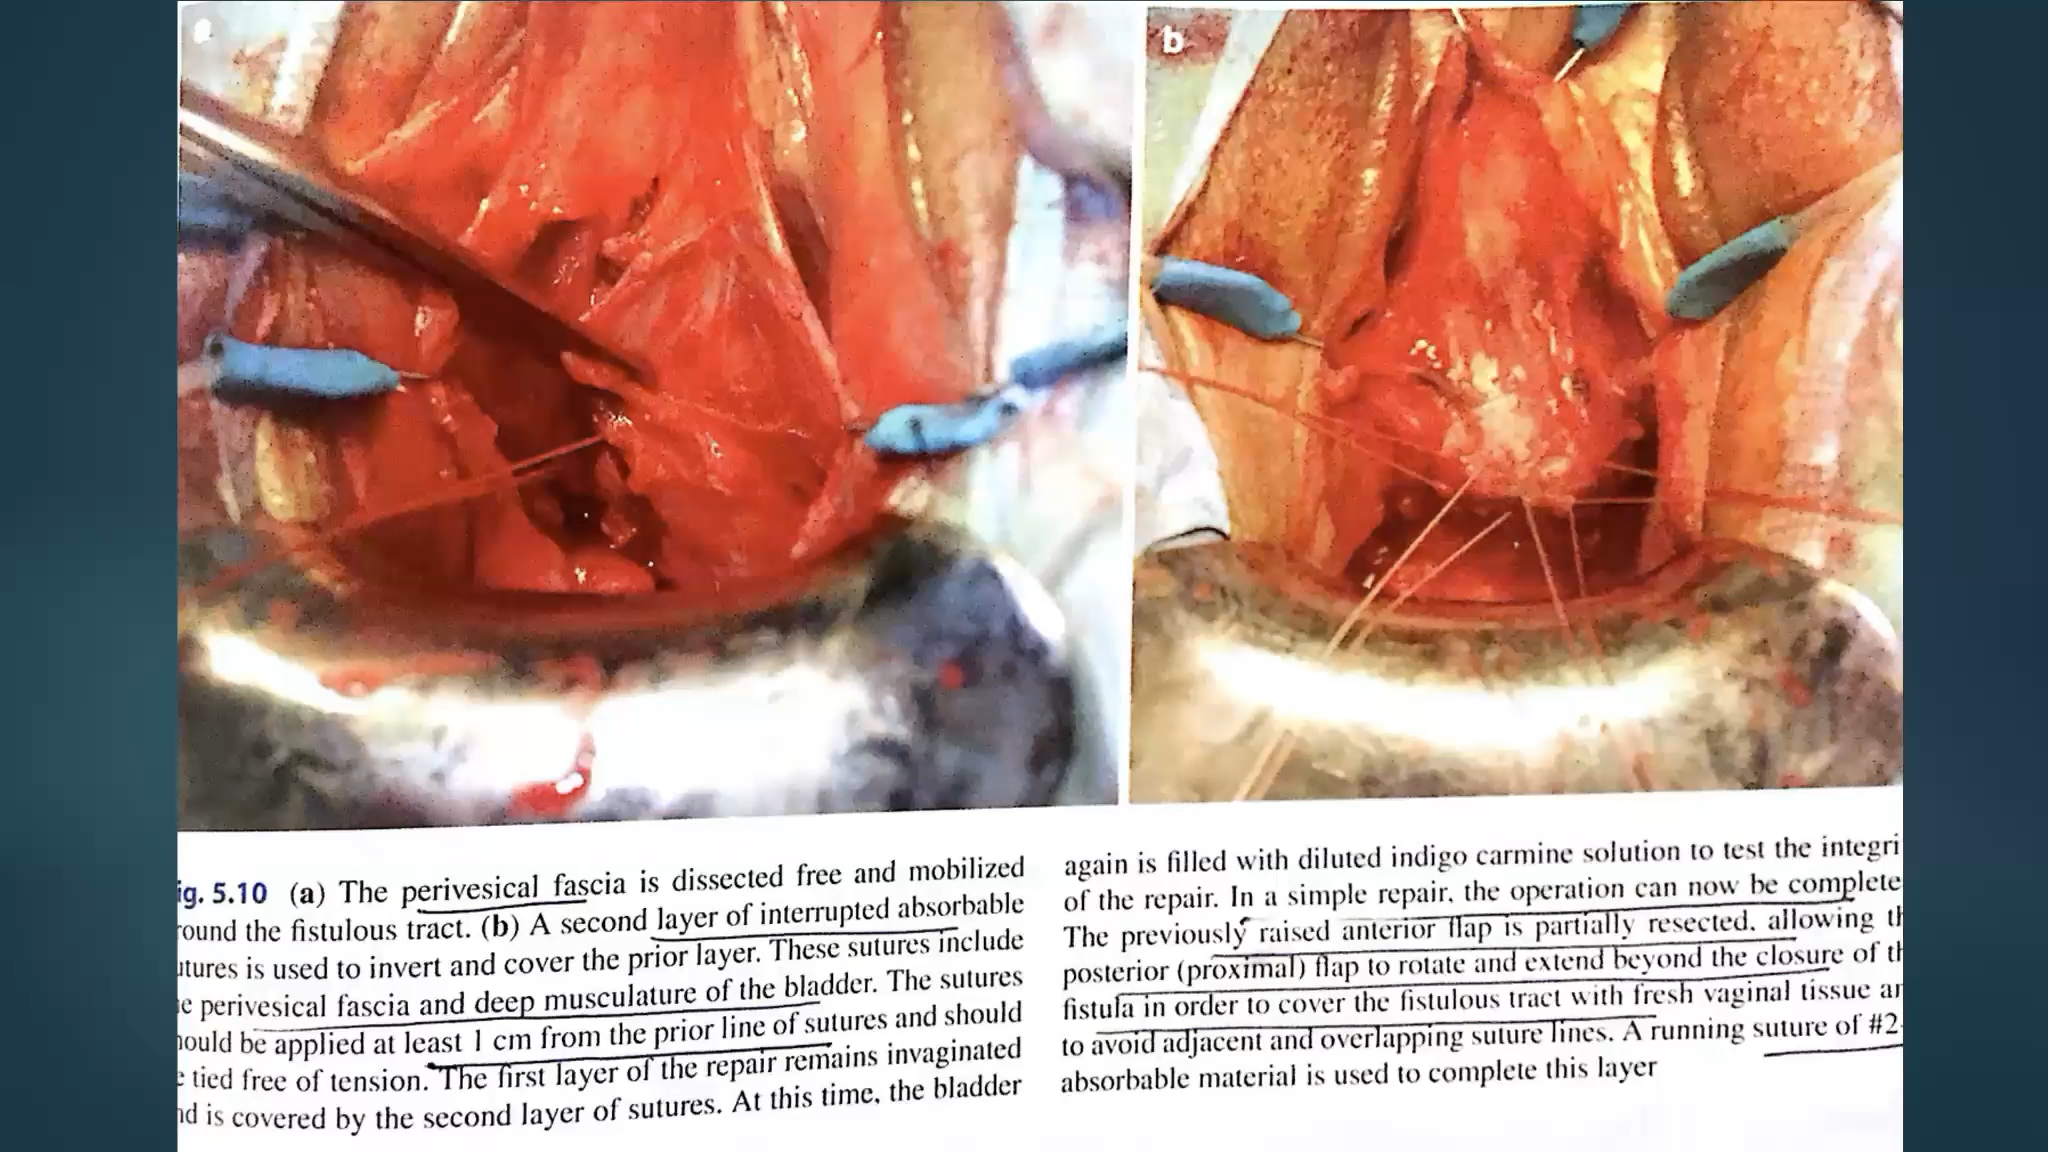 a
b
ig. 5.10 (a) The perivesical fascia is dissected free and mobilized
round the fistulous tract. (b) A second layer of interrupted absorbable
utures is used to invert and cover the prior layer. These sutures include
e perivesical fascia and deep musculature of the bladder. The sutures
hould be applied at least 1 cm from the prior line of sutures and should
e tied free of tension. The first layer of the repair remains invaginated
nd is covered by the second layer of sutures. At this time, the bladder
again is filled with diluted indigo carmine solution to test the integri
of the repair. In a simple repair, the operation can now be complete
The previously raised anterior flap is partially resected, allowing th
posterior (proximal) flap to rotate and extend beyond the closure of th
fistula in order to cover the fistulous tract with fresh vaginal tissue an
to avoid adjacent and overlapping suture lines. A running suture of #2-
absorbable material is used to complete this layer